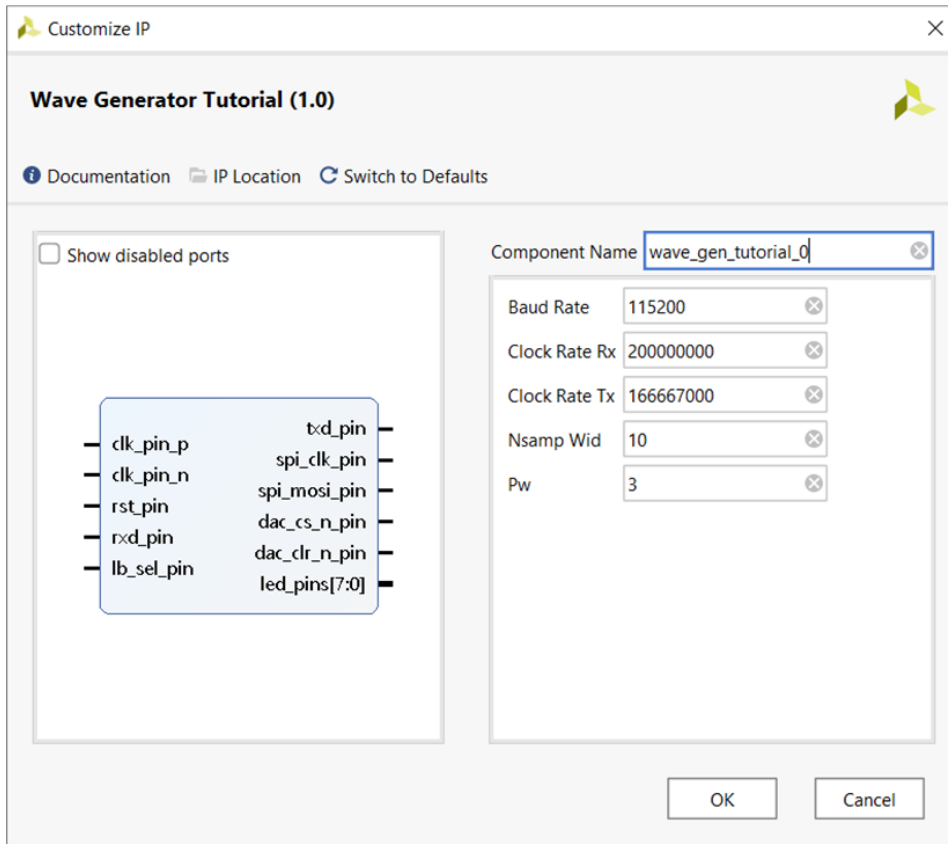 Customize IP
Wave Generator Tutorial (1.0)
Documentation IP Location Switch to Defaults
Show disabled ports
clk_pin_p
clk_pin_n
rst_pin
rxd_pin
lb_sel_pin
txd_pin
spi_clk_pin
spi_mosi_pin
dac_cs_n_pin
dac_clr_n_pin
led_pins[7:0]
Component Name wave_gen_tutorial_0
Baud Rate 115200
Clock Rate Rx 200000000
Clock Rate Tx 166667000
Nsamp Wid 10
Pw 3
OK Cancel